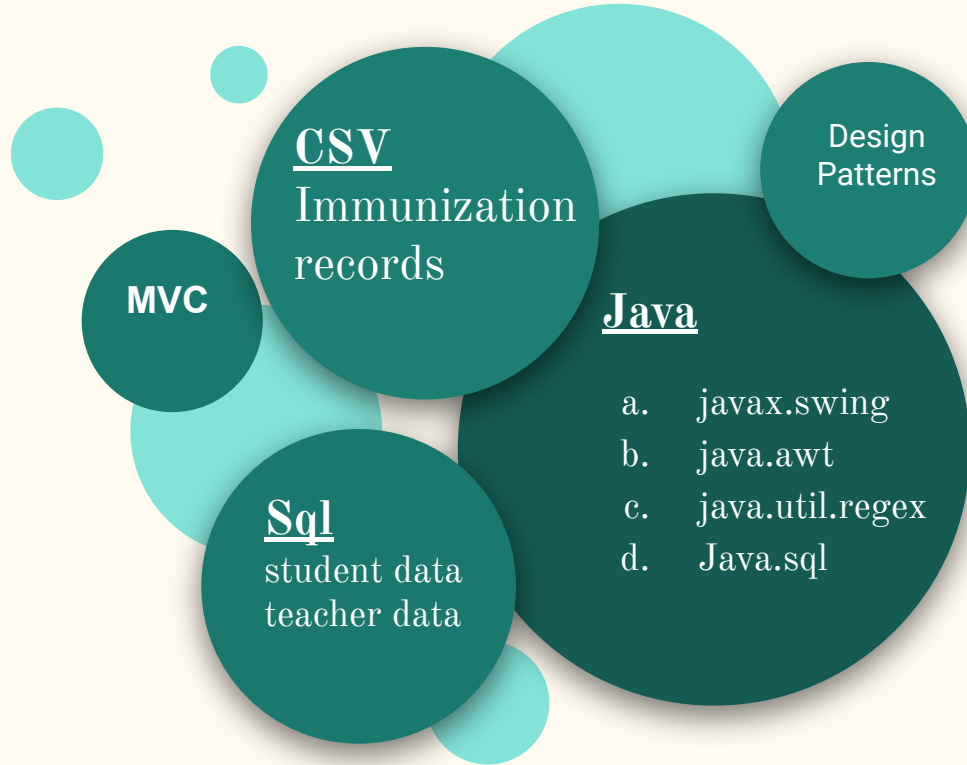 CSV
Immunization
records
Design
Patterns
MVC
Java
a. javax.swing
b. java.awt
c. java.util.regex
d. Java.sql
Sql
student data
teacher data